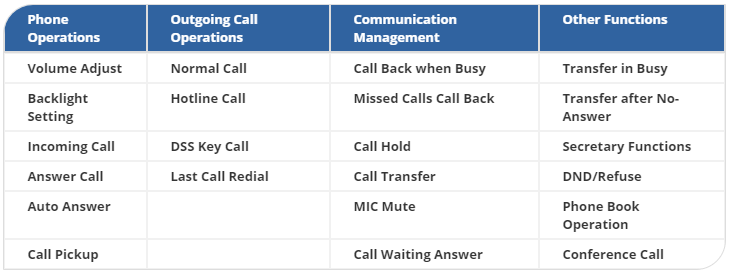 Phone Operations
Outgoing Call Operations
Communication Management
Other Functions
Volume Adjust
Normal Call
Call Back when Busy
Transfer in Busy
Backlight Setting
Hotline Call
Missed Calls Call Back
Transfer after No-Answer
Incoming Call
DSS Key Call
Call Hold
Secretary Functions
Answer Call
Last Call Redial
Call Transfer
DND/Refuse
Auto Answer
MIC Mute
Phone Book Operation
Call Pickup
Call Waiting Answer
Conference Call